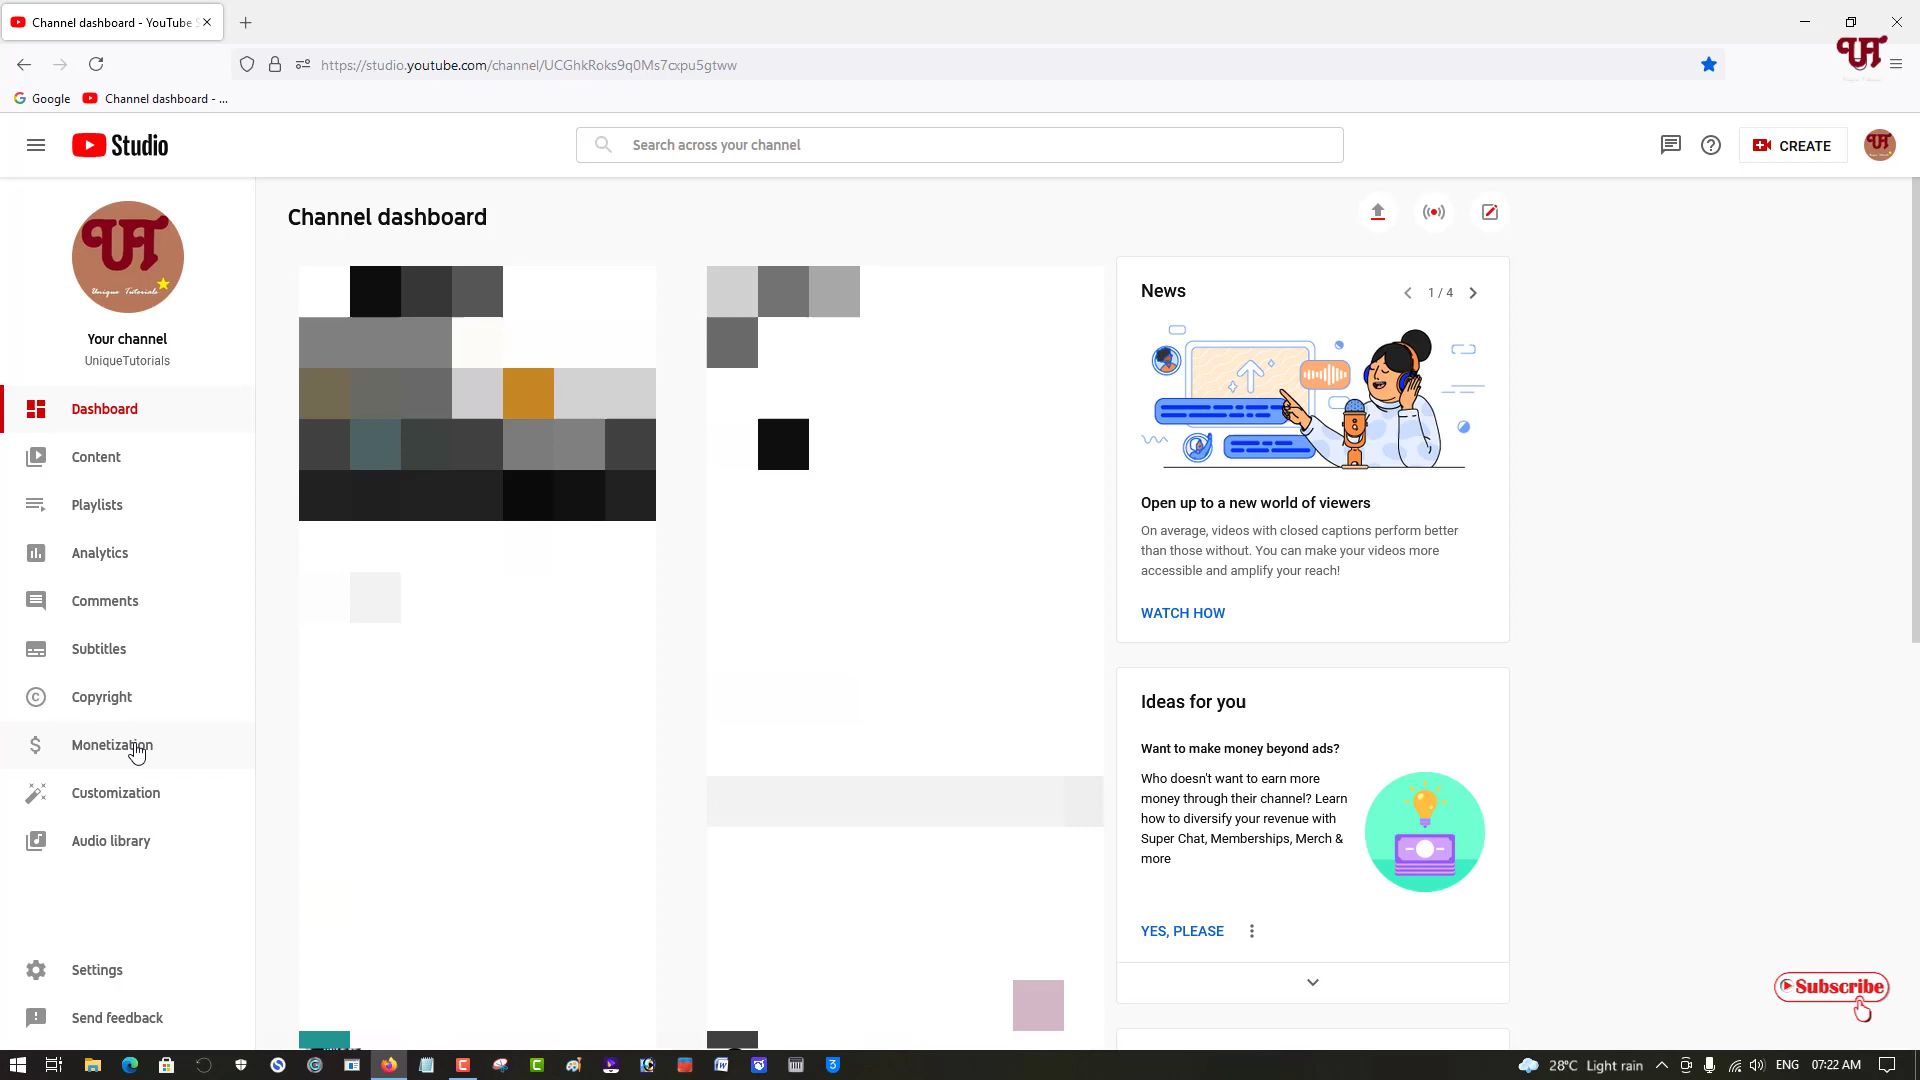 Channel dashboard - YouTube S
https://studio.youtube.com/channel/UCGhkRoks9q0Ms7cxpu5gtww
UT
Google
Channel dashboard - ...
Studio
Search across your channel
CREATE
Unique Tutorials
Your channel
UniqueTutorials
Dashboard
Content
Playlists
Analytics
Comments
Subtitles
Copyright
Monetization
Customization
Audio library
Settings
Send feedback
Channel dashboard
News
1 / 4
Open up to a new world of viewers
On average, videos with closed captions perform better
than those without. You can make your videos more
accessible and amplify your reach!
WATCH HOW
Ideas for you
Want to make money beyond ads?
Who doesn't want to earn more
money through their channel? Learn
how to diversify your revenue with
Super Chat, Memberships, Merch &
more
YES, PLEASE
Subscribe
28°C Light rain
ENG
07:22 AM